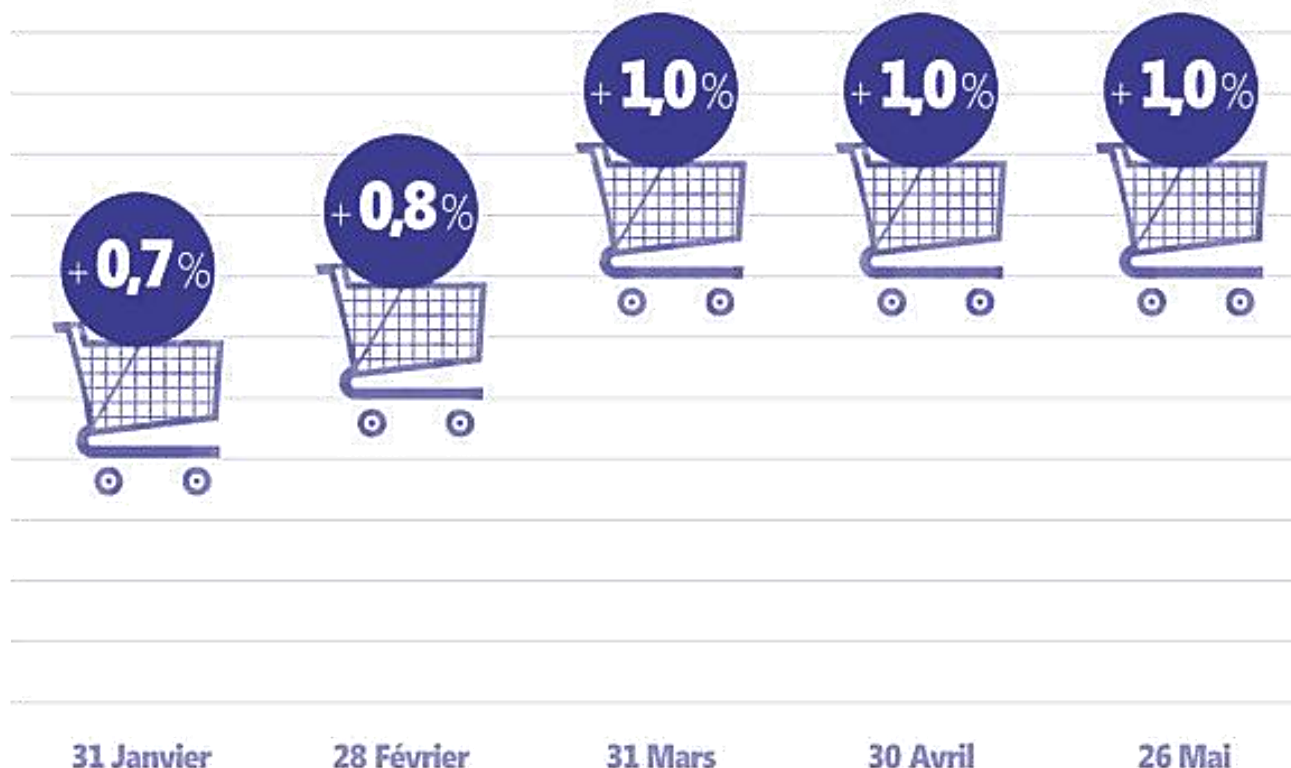 + 0,7%
+ 0,8%
+ 1,0%
+ 1,0%
+ 1,0%
31 Janvier
28 Février
31 Mars
30 Avril
26 Mai